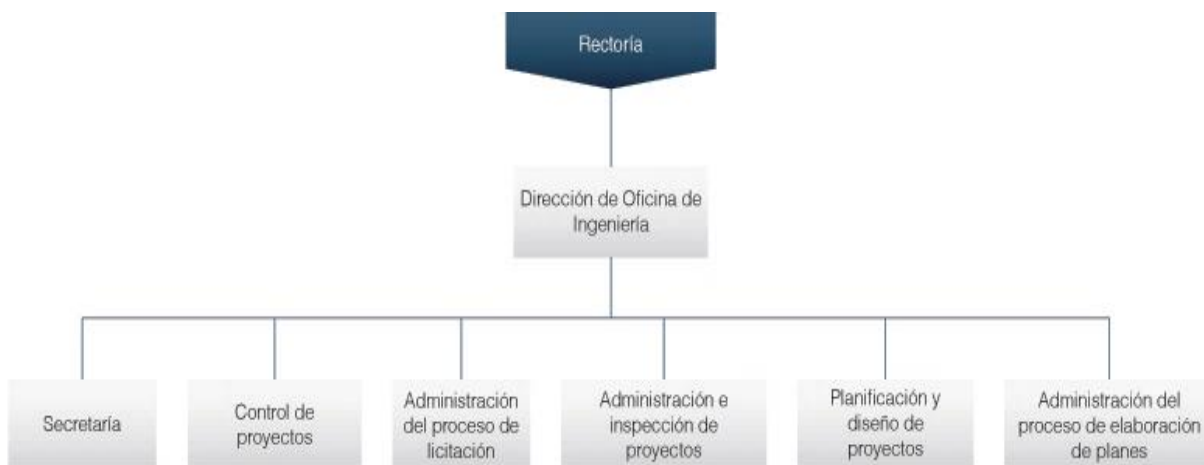 Rectoría
Dirección de Oficina de
Ingeniería
Secretaría
Control de
proyectos
Administración
del proceso de
licitación
Administración e
inspección de
proyectos
Planificación y
diseño de
proyectos
Administración del
proceso de elaboración
de planes